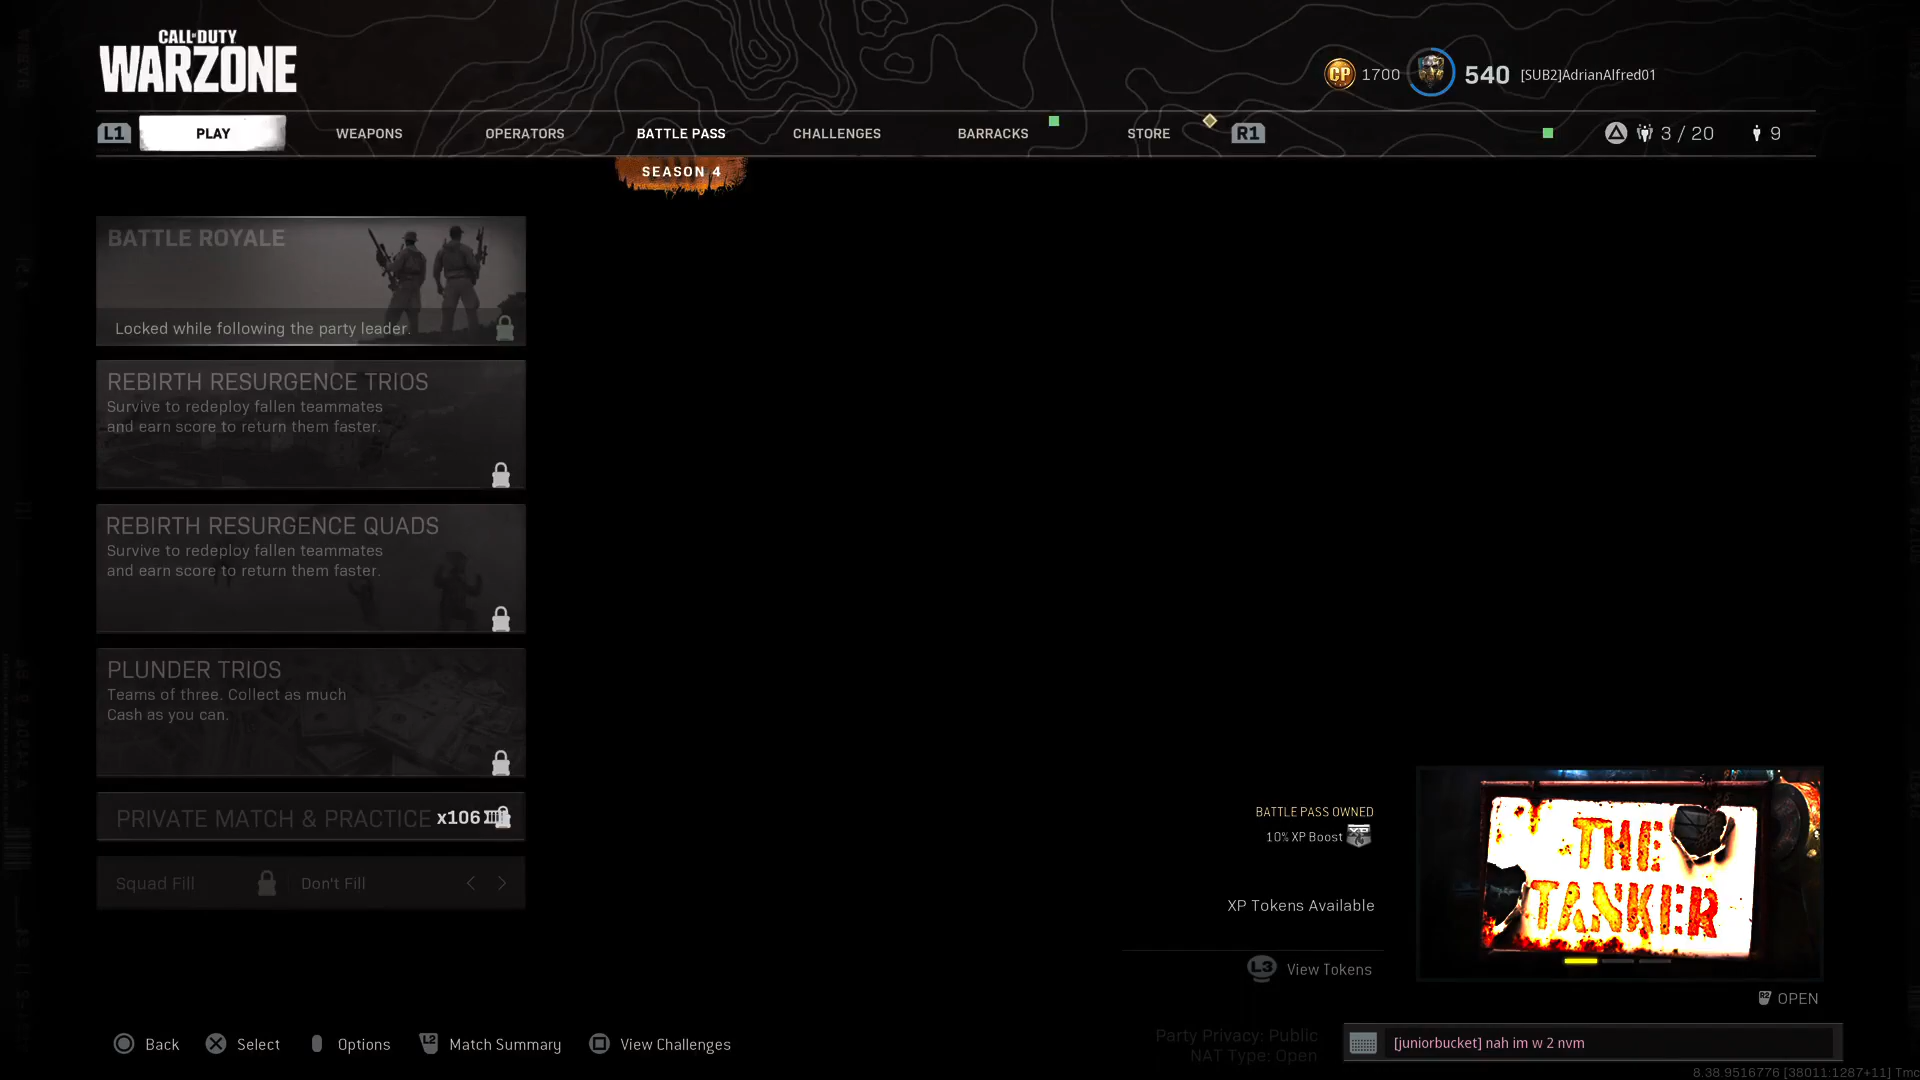 CALL OF DUTY
WARZONE
CP 1700 540 [SUB2]AdrianAlfred01
L1 PLAY WEAPONS OPERATORS BATTLE PASS CHALLENGES BARRACKS STORE R1 3 / 20 9
SEASON 4
BATTLE ROYALE
Locked while following the party leader.
REBIRTH RESURGENCE TRIOS
Survive to redeploy fallen teammates
and earn score to return them faster.
REBIRTH RESURGENCE QUADS
Survive to redeploy fallen teammates
and earn score to return them faster.
PLUNDER TRIOS
Teams of three. Collect as much
Cash as you can.
PRIVATE MATCH & PRACTICE x106
Squad Fill Don't Fill
BATTLE PASS OWNED
10% XP Boost XP
XP Tokens Available
L3 View Tokens
THE
TANKER
R2 OPEN
Back Select Options L2 Match Summary View Challenges
Party Privacy: Public
NAT Type: Open
[juniorbucket] nah im w 2 nvm
8.38.9516776 [38011:1287+11] Tmc